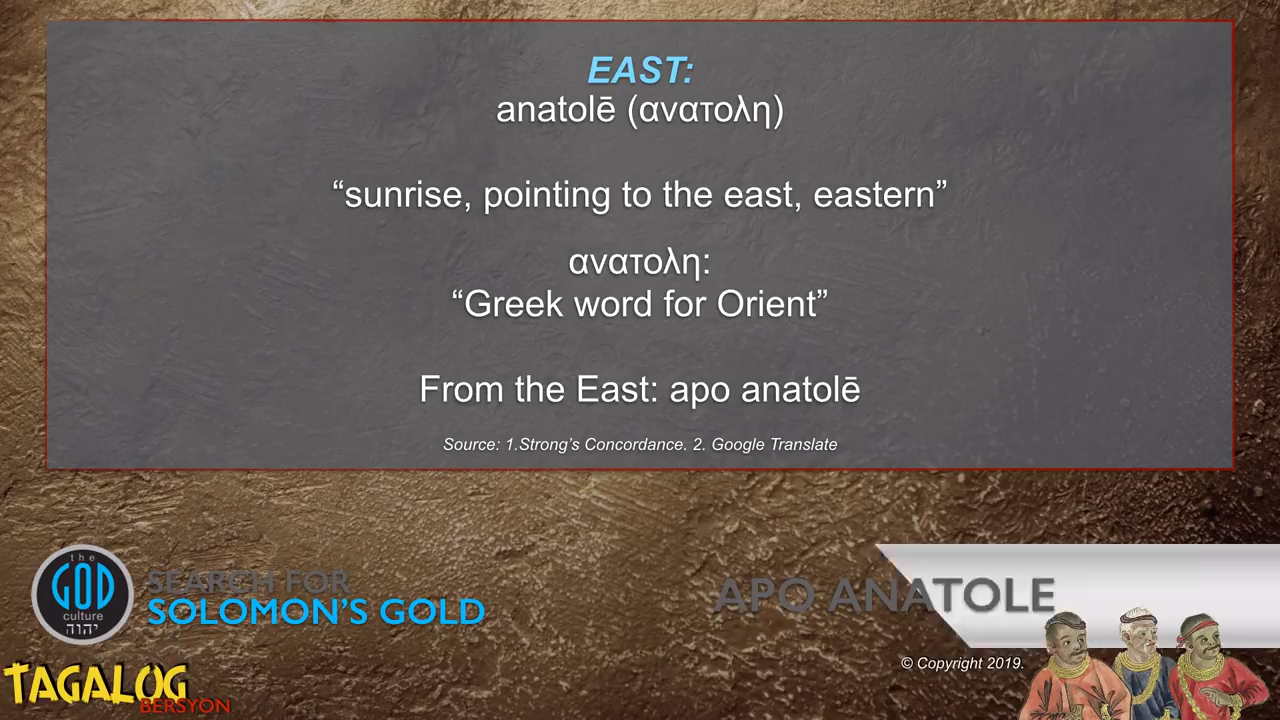 EAST:
anatolē (ανατολη)
“sunrise, pointing to the east, eastern”
ανατολη:
“Greek word for Orient”
From the East: apo anatolē
Source: 1.Strong’s Concordance. 2. Google Translate
the
GOD
culture
יהוה
SEARCH FOR
SOLOMON’S GOLD
APO ANATOLE
© Copyright 2019.
TAGALOG
BERSYON